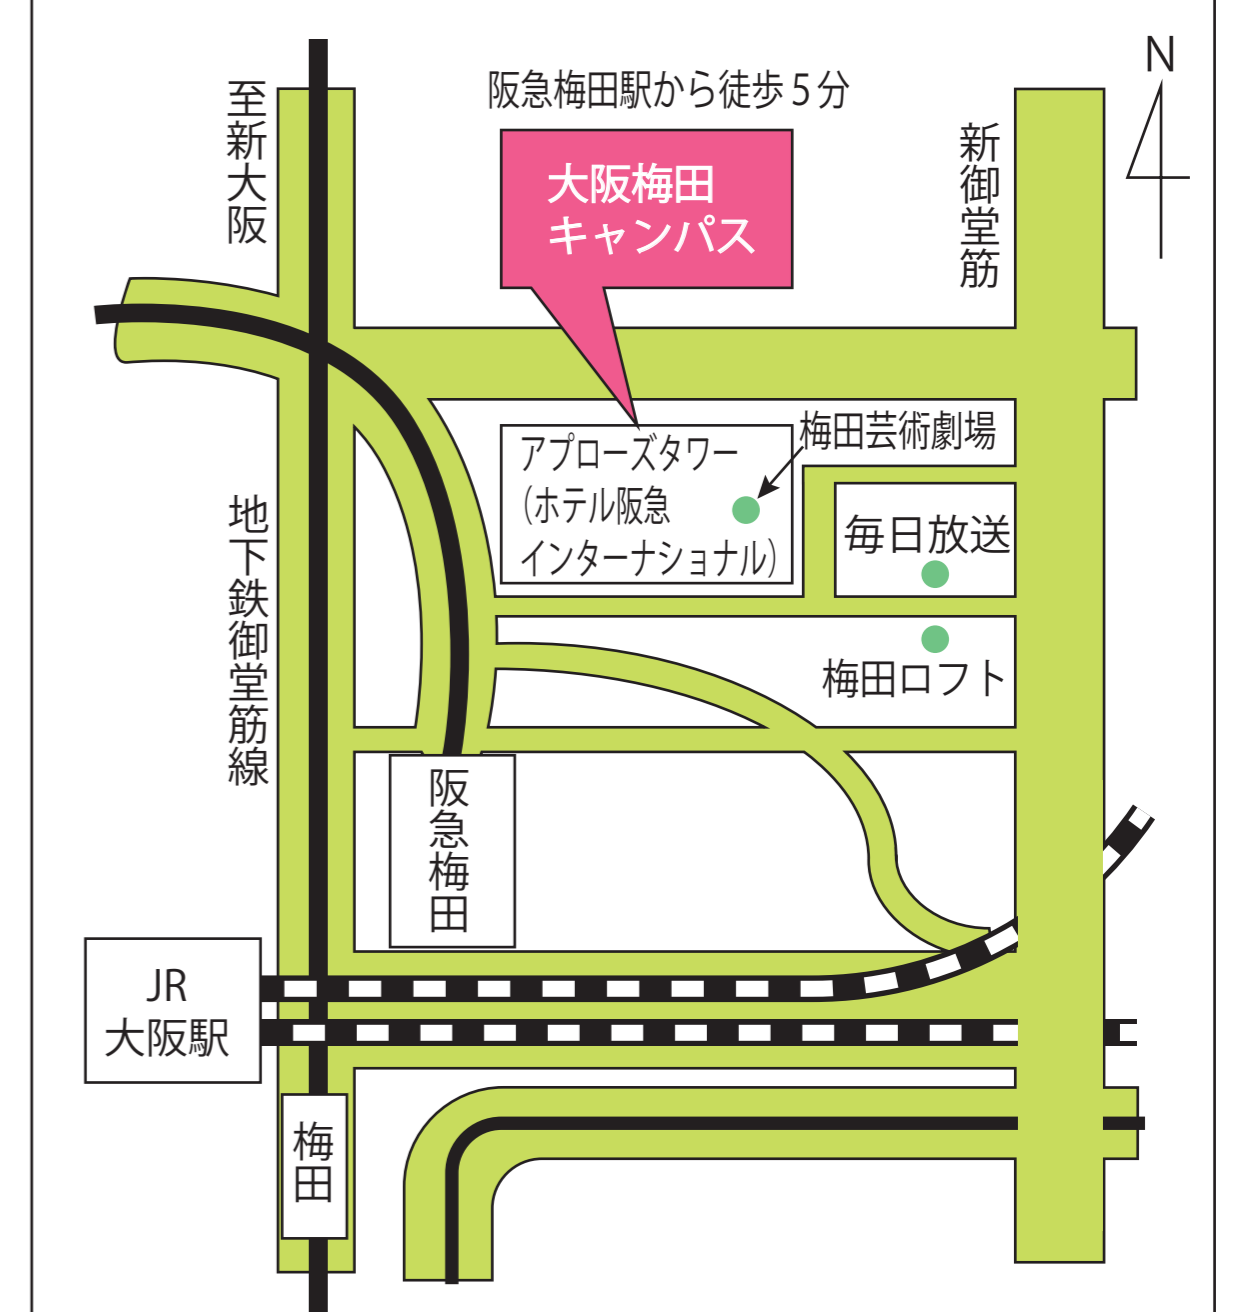 N
阪急梅田駅から徒歩5分
至新大阪
新御堂筋
大阪梅田
キャンパス
梅田芸術劇場
アプローズタワー
(ホテル阪急
インターナショナル)
毎日放送
地下鉄御堂筋線
梅田ロフト
阪急梅田
JR
大阪駅
梅田